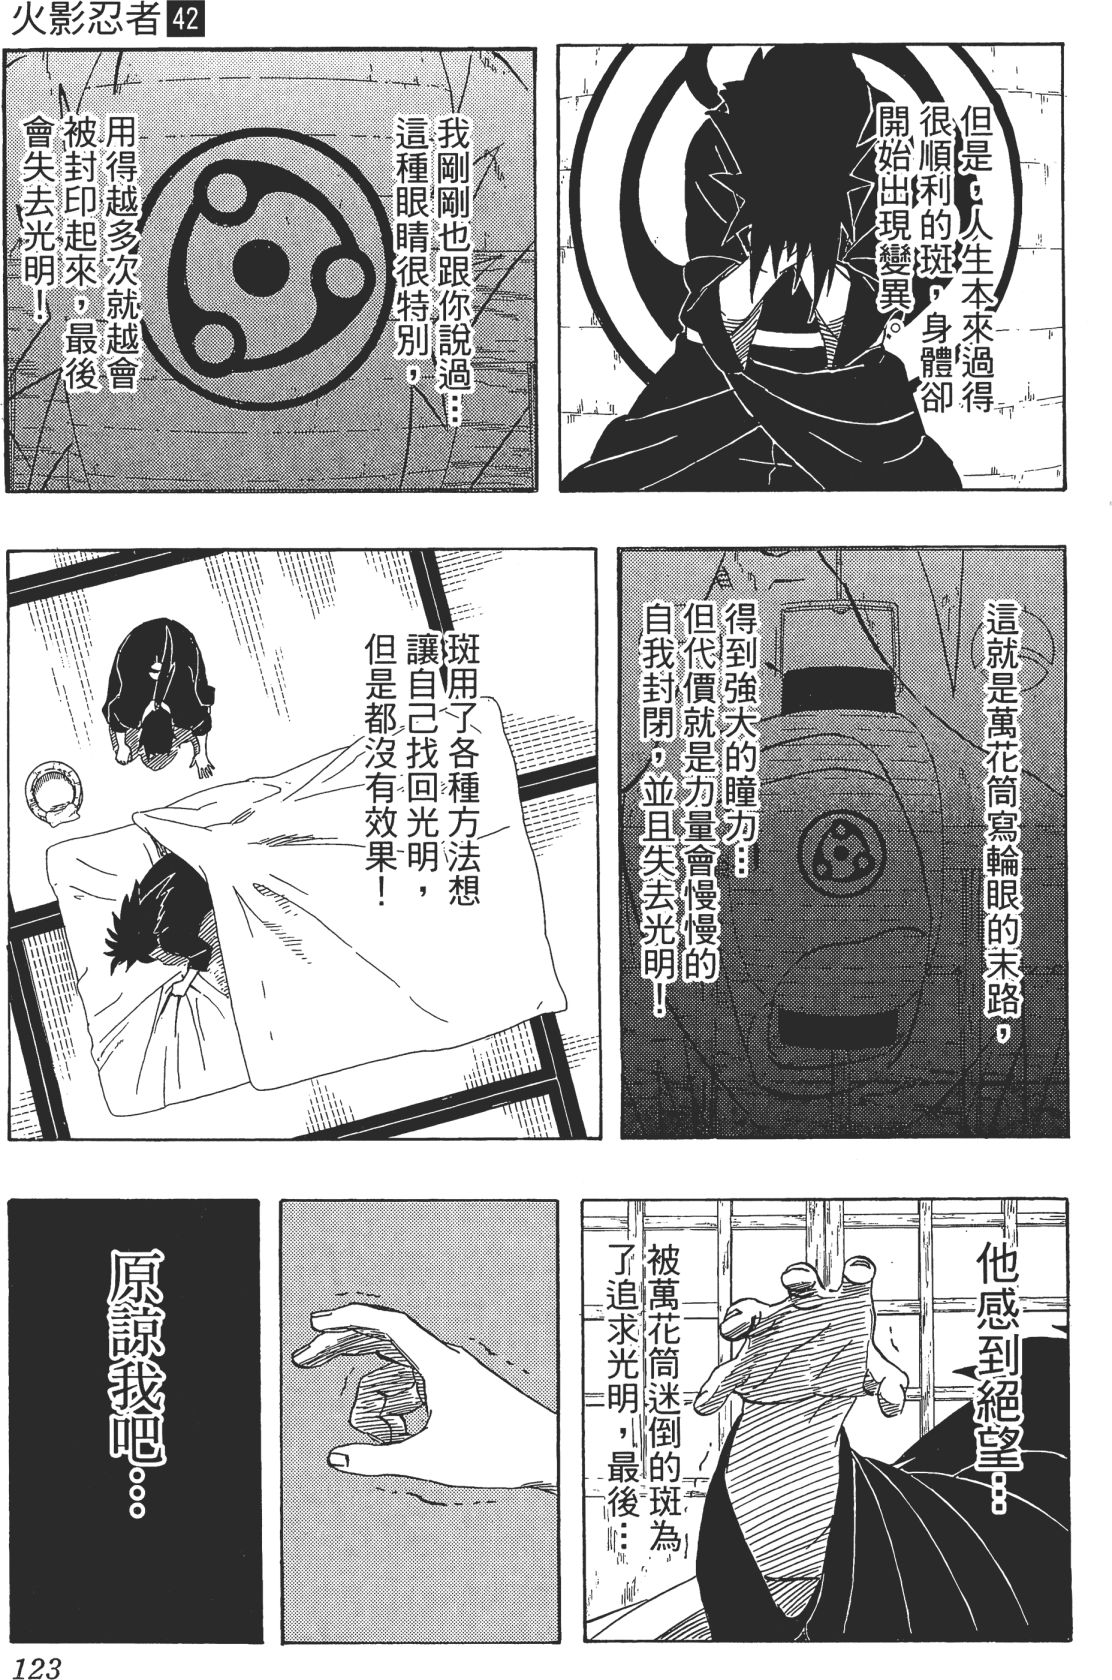 火影忍者42
但是，人生本來過得
很順利的斑，身體卻
開始出現變異。
我剛剛也跟你說過…
這種眼睛很特別，
用得越多次就越會
被封印起來，最後
會失去光明！
這就是萬花筒寫輪眼的末路，
得到強大的瞳力…
但代價就是力量會慢慢的
自我封閉，並且失去光明！
斑用了各種方法想
讓自己找回光明，
但是都沒有效果！
他感到絕望…
被萬花筒迷倒的斑為
了追求光明，最後…
原諒我吧…
123